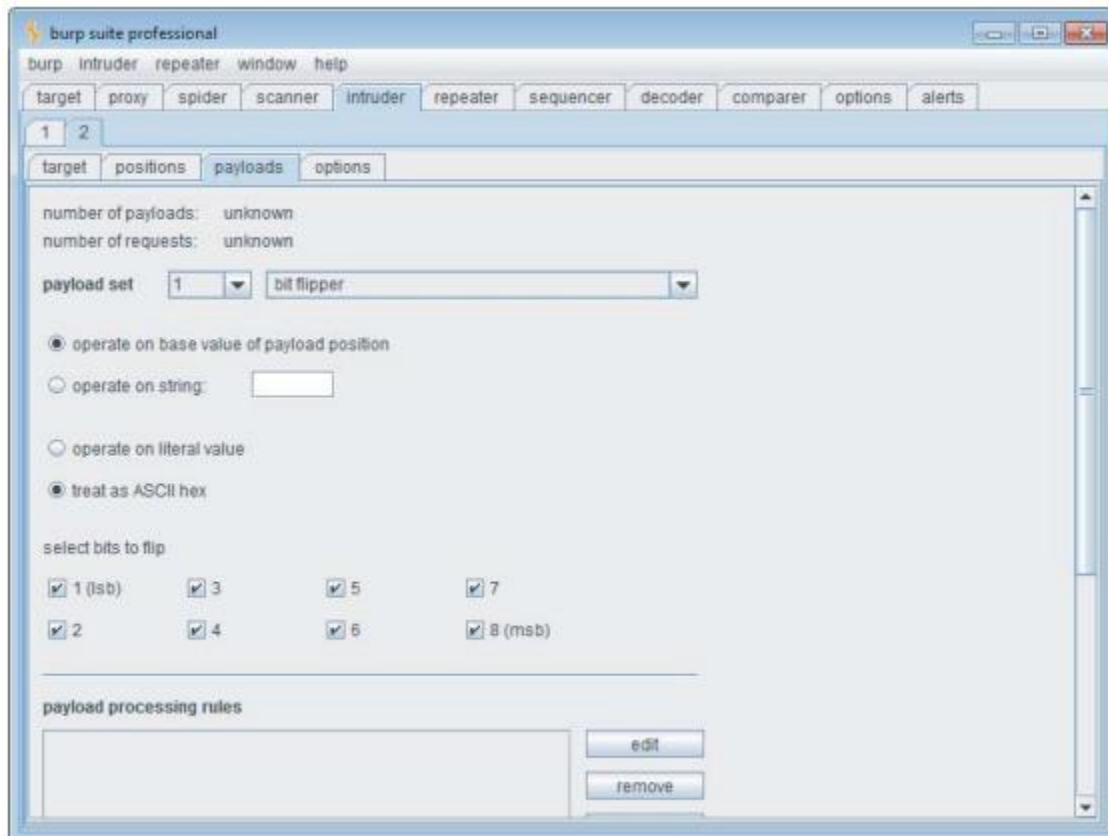 burp suite professional
burp intruder repeater window help
target proxy spider scanner intruder repeater sequencer decoder comparer options alerts
1 2
target positions payloads options
number of payloads: unknown
number of requests: unknown
payload set 1 bit flipper
operate on base value of payload position
operate on string:
operate on literal value
treat as ASCII hex
select bits to flip
1 (lsb) 3 5 7
2 4 6 8 (msb)
payload processing rules
edit
remove